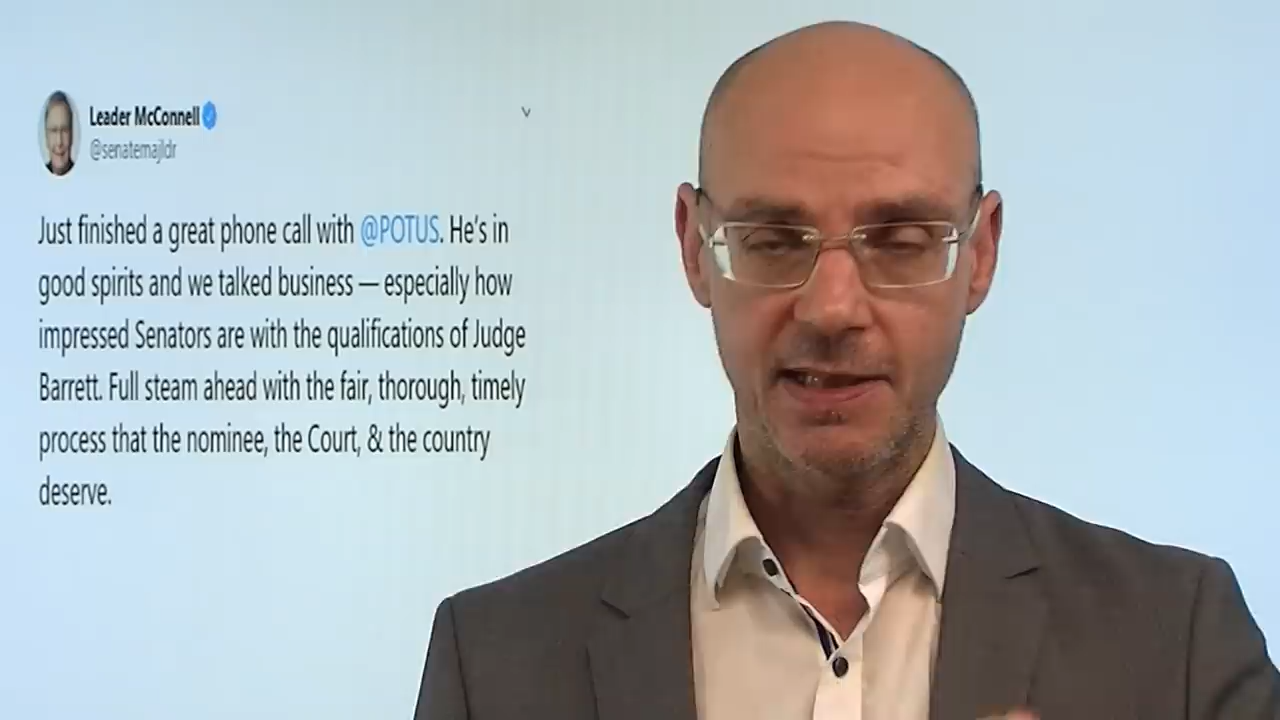 Leader McConnell
@senatemajldr
Just finished a great phone call with @POTUS. He's in
good spirits and we talked business — especially how
impressed Senators are with the qualifications of Judge
Barrett. Full steam ahead with the fair, thorough, timely
process that the nominee, the Court, & the country
deserve.